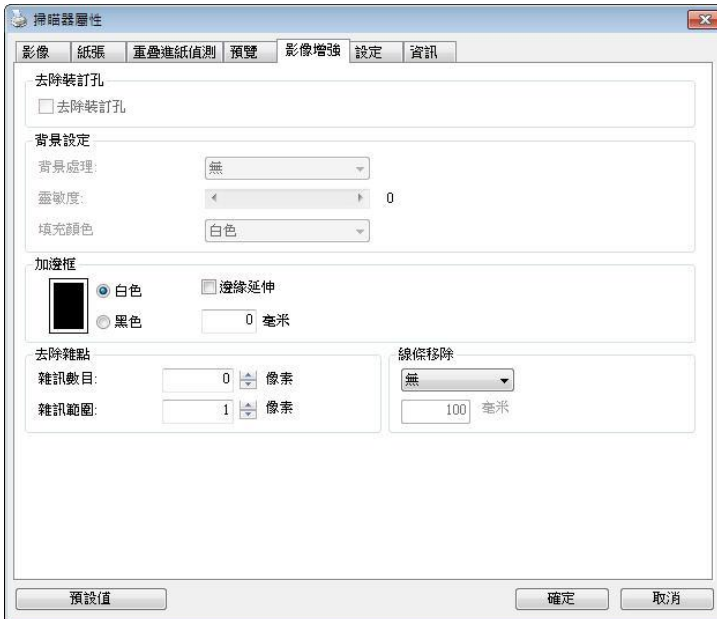 掃瞄器屬性
影像 紙張 重疊進紙偵測 預覽 影像增強 設定 資訊
去除裝訂孔
去除裝訂孔
背景設定
背景處理: 無
靈敏度: 0
填充顏色 白色
加邊框
白色 邊緣延伸
黑色 0 毫米
去除雜點 線條移除
雜訊數目: 0 像素 無
雜訊範圍: 1 像素 100 毫米
預設值 確定 取消